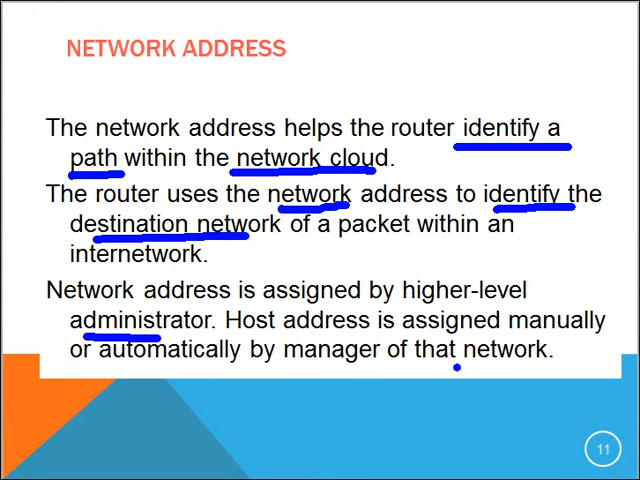 NETWORK ADDRESS
The network address helps the router identify a
path within the network cloud.
The router uses the network address to identify the
destination network of a packet within an
internetwork.
Network address is assigned by higher-level
administrator. Host address is assigned manually
or automatically by manager of that network.
11